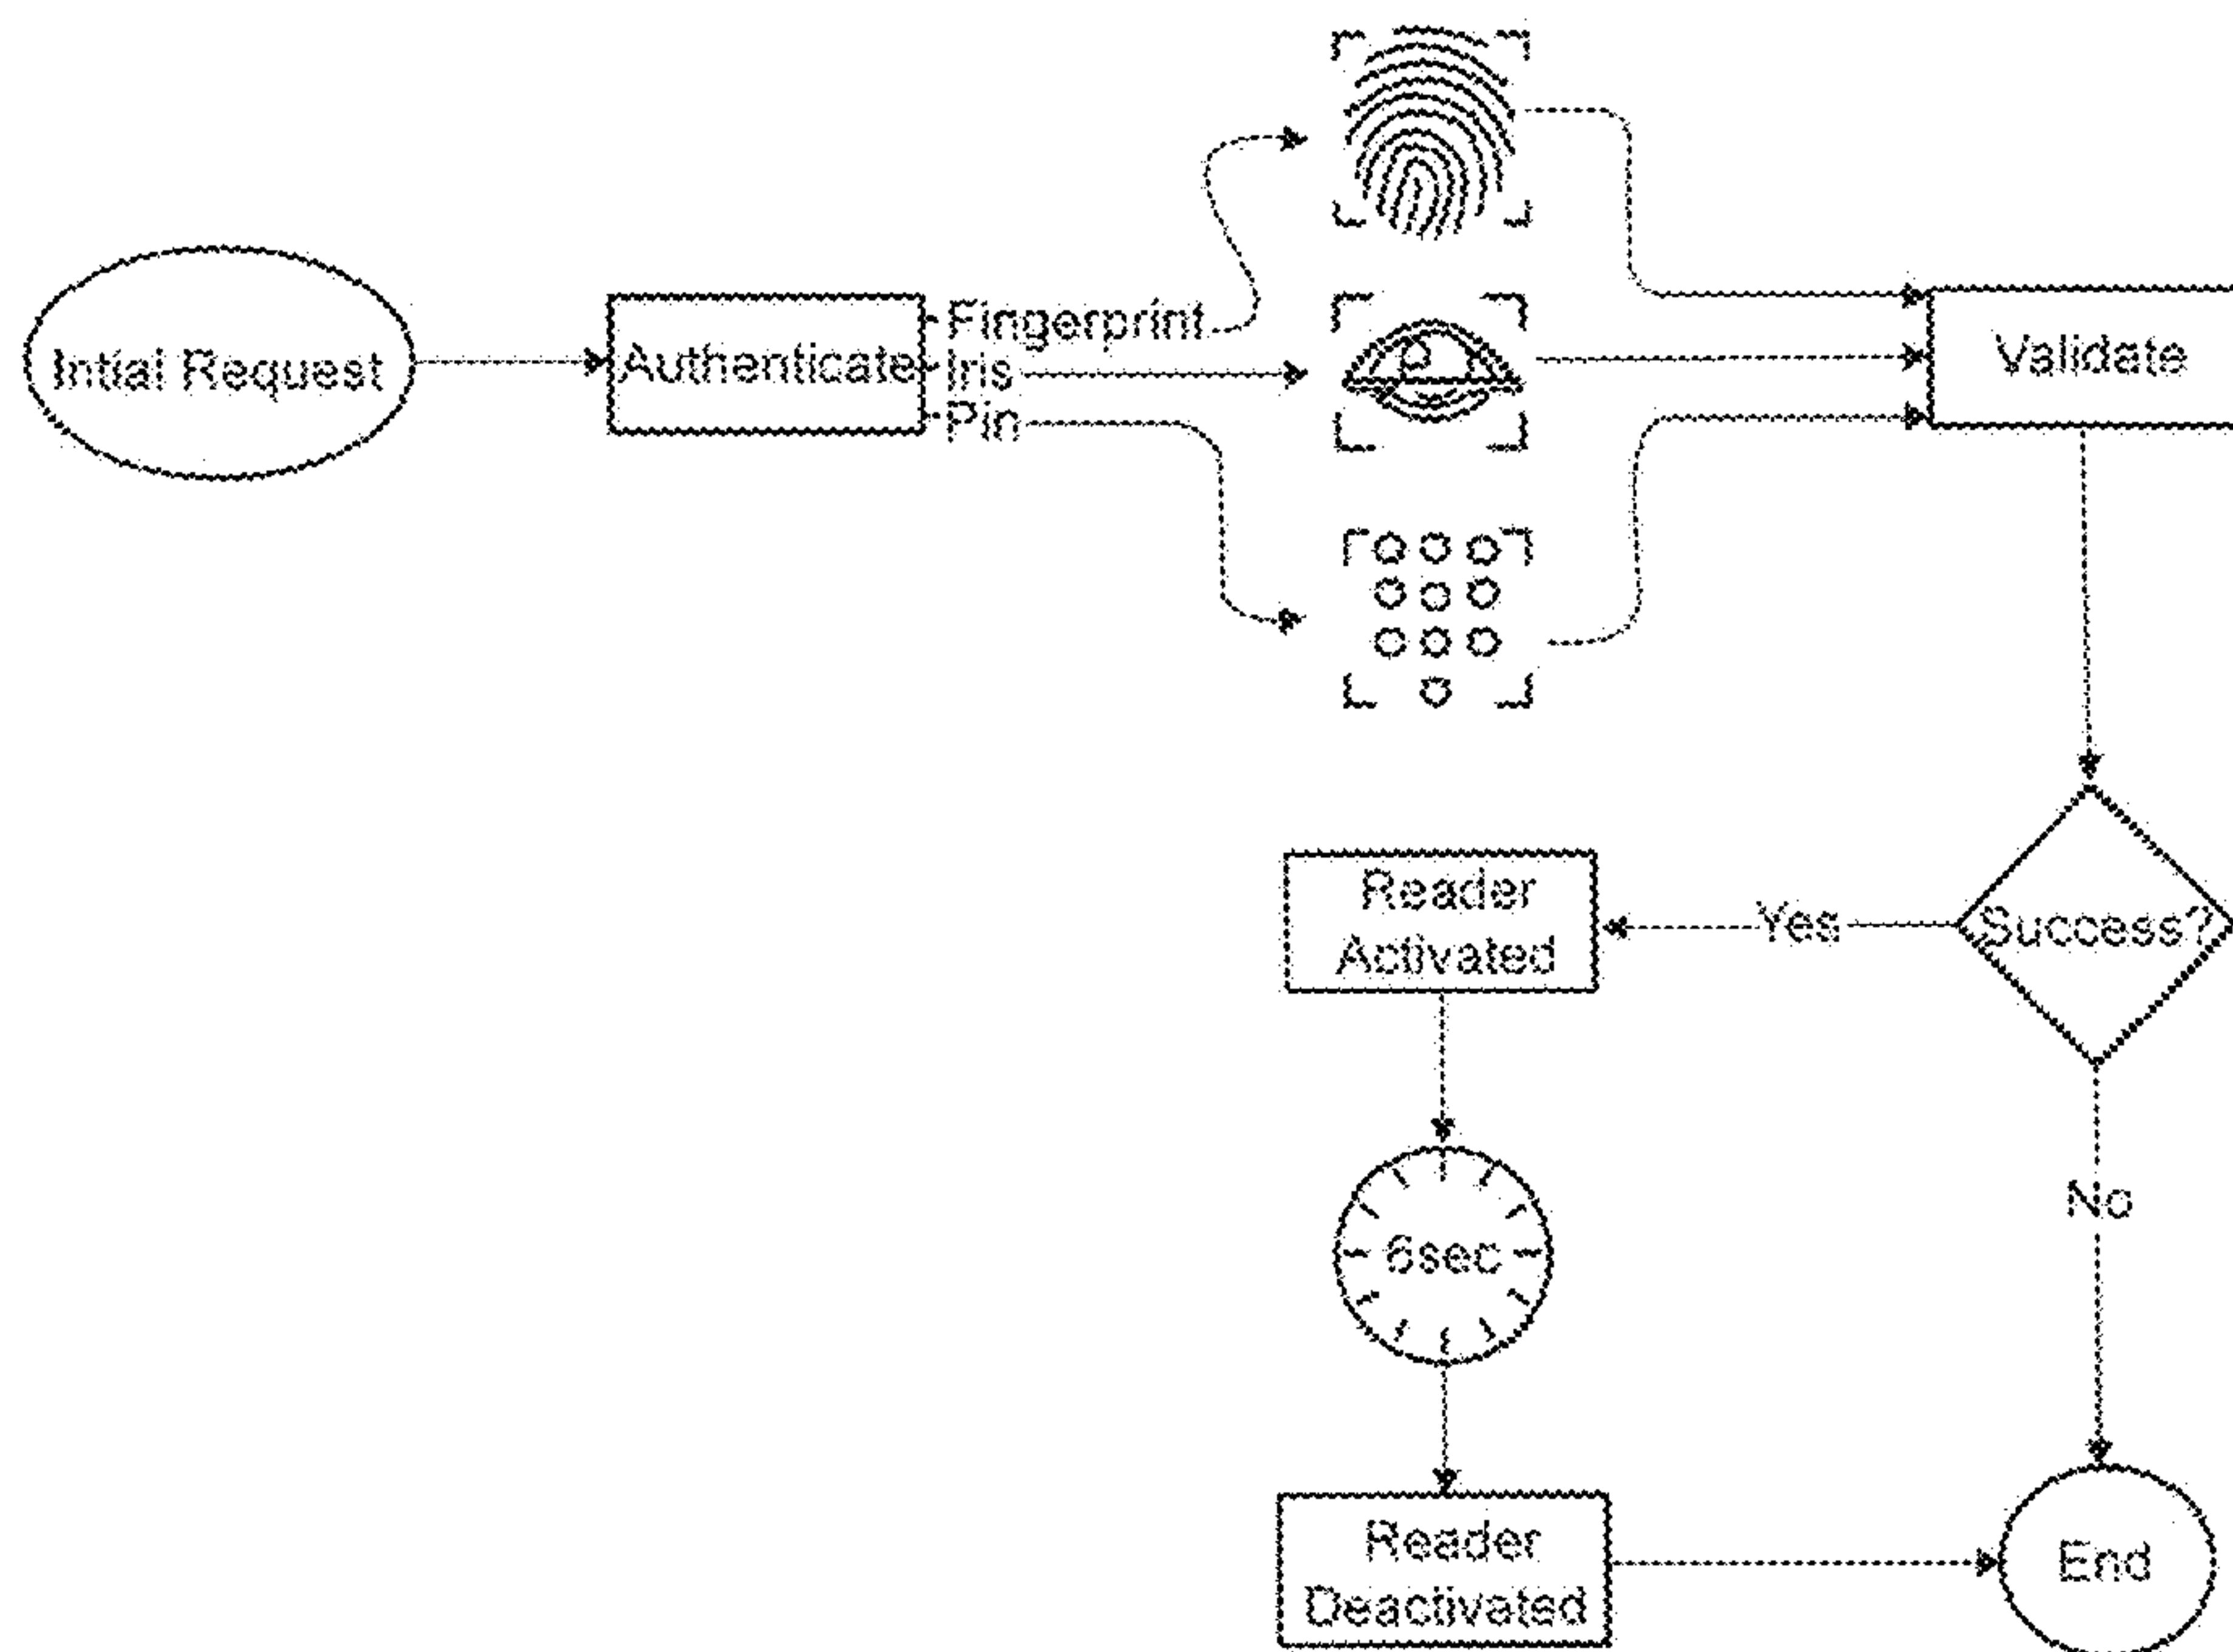 Intial Request
Authenticate
Fingerprint
Iris
Pin
Validate
Success?
Yes
Reader
Activated
No
6sec
Reader
Deactivated
End